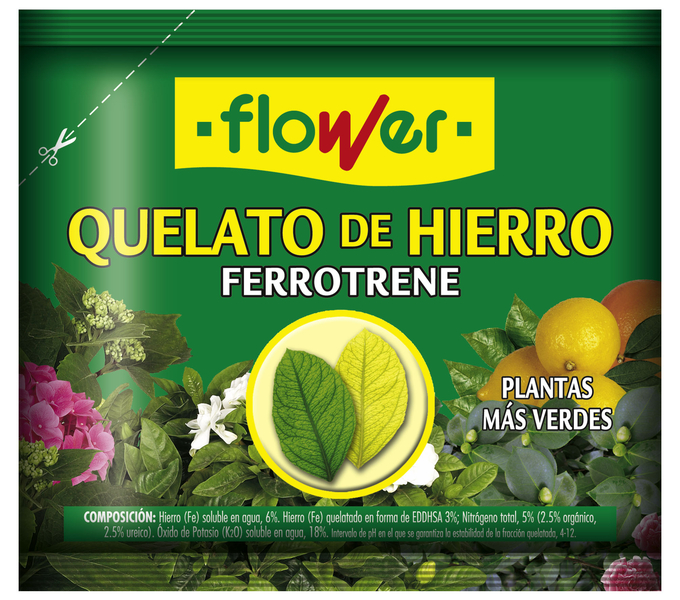 ·flower·
QUELATO DE HIERRO
FERROTRENE
PLANTAS
MÁS VERDES
COMPOSICIÓN: Hierro (Fe) soluble en agua, 6%. Hierro (Fe) quelatado en forma de EDDHSA 3%; Nitrógeno total, 5% (2.5% orgánico,
2.5% ureico). Óxido de Potasio (K2O) soluble en agua, 18%. Intervalo de pH en el que se garantiza la estabilidad de la fracción quelatada, 4-12.